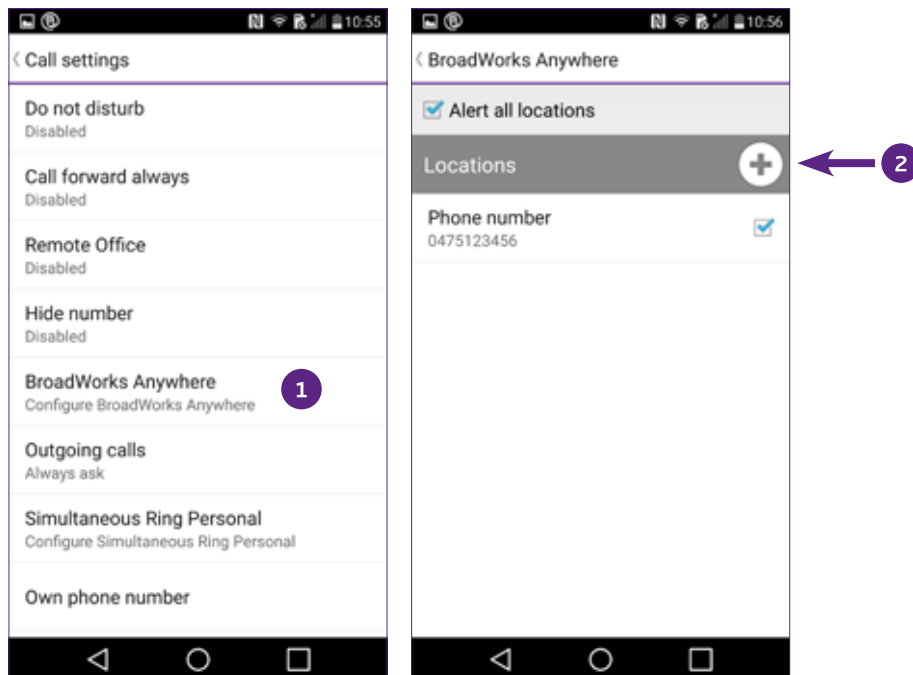 10:55
Call settings
Do not disturb
Disabled
Call forward always
Disabled
Remote Office
Disabled
Hide number
Disabled
BroadWorks Anywhere
Configure BroadWorks Anywhere
1
Outgoing calls
Always ask
Simultaneous Ring Personal
Configure Simultaneous Ring Personal
Own phone number
10:56
BroadWorks Anywhere
Alert all locations
Locations
2
Phone number
0475123456